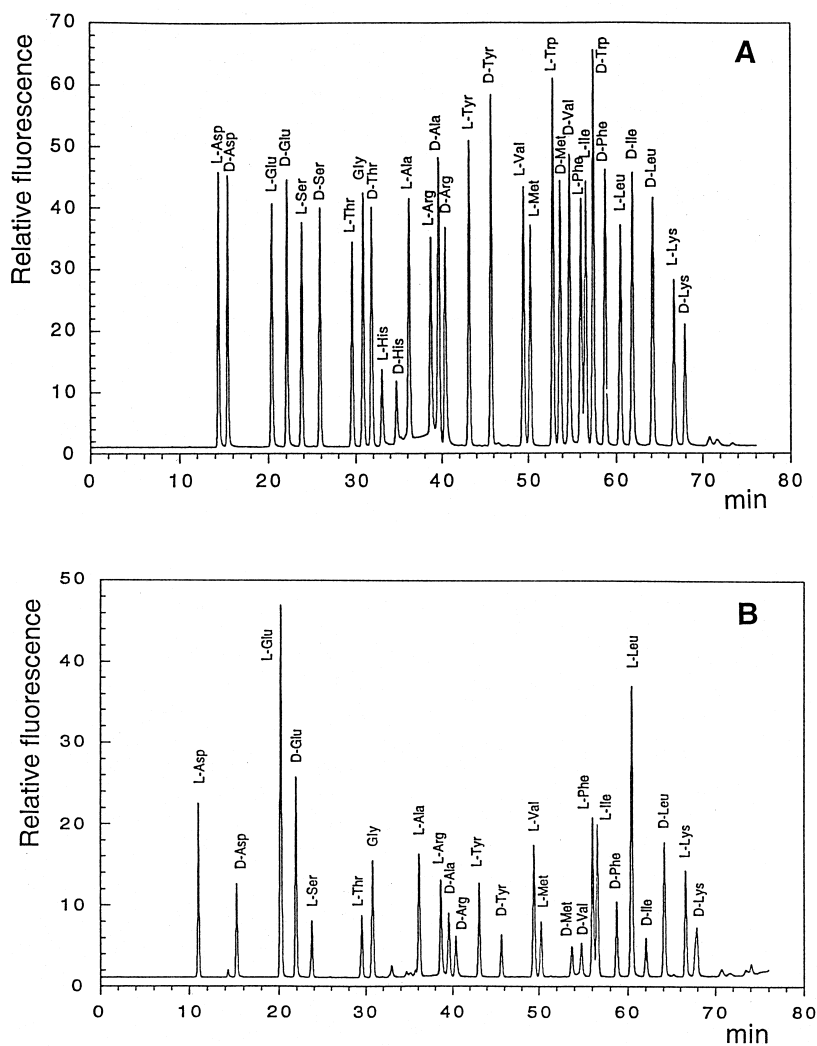 A
Relative fluorescence
70
60
50
40
30
20
10
0
L-Asp
D-Asp
L-Glu
D-Glu
L-Ser
D-Ser
L-Thr
Gly
D-Thr
L-His
D-His
L-Ala
L-Arg
D-Ala
D-Arg
L-Tyr
D-Tyr
L-Val
L-Met
L-Trp
D-Met
D-Val
L-Phe
L-Ile
D-Trp
D-Phe
L-Leu
D-Ile
D-Leu
L-Lys
D-Lys
0 10 20 30 40 50 60 70 80
min
B
Relative fluorescence
50
40
30
20
10
0
L-Asp
D-Asp
L-Glu
D-Glu
L-Ser
L-Thr
Gly
L-Ala
L-Arg
D-Ala
D-Arg
L-Tyr
D-Tyr
L-Val
L-Met
D-Met
D-Val
L-Phe
L-Ile
D-Phe
L-Leu
D-Ile
D-Leu
L-Lys
D-Lys
0 10 20 30 40 50 60 70 80
min